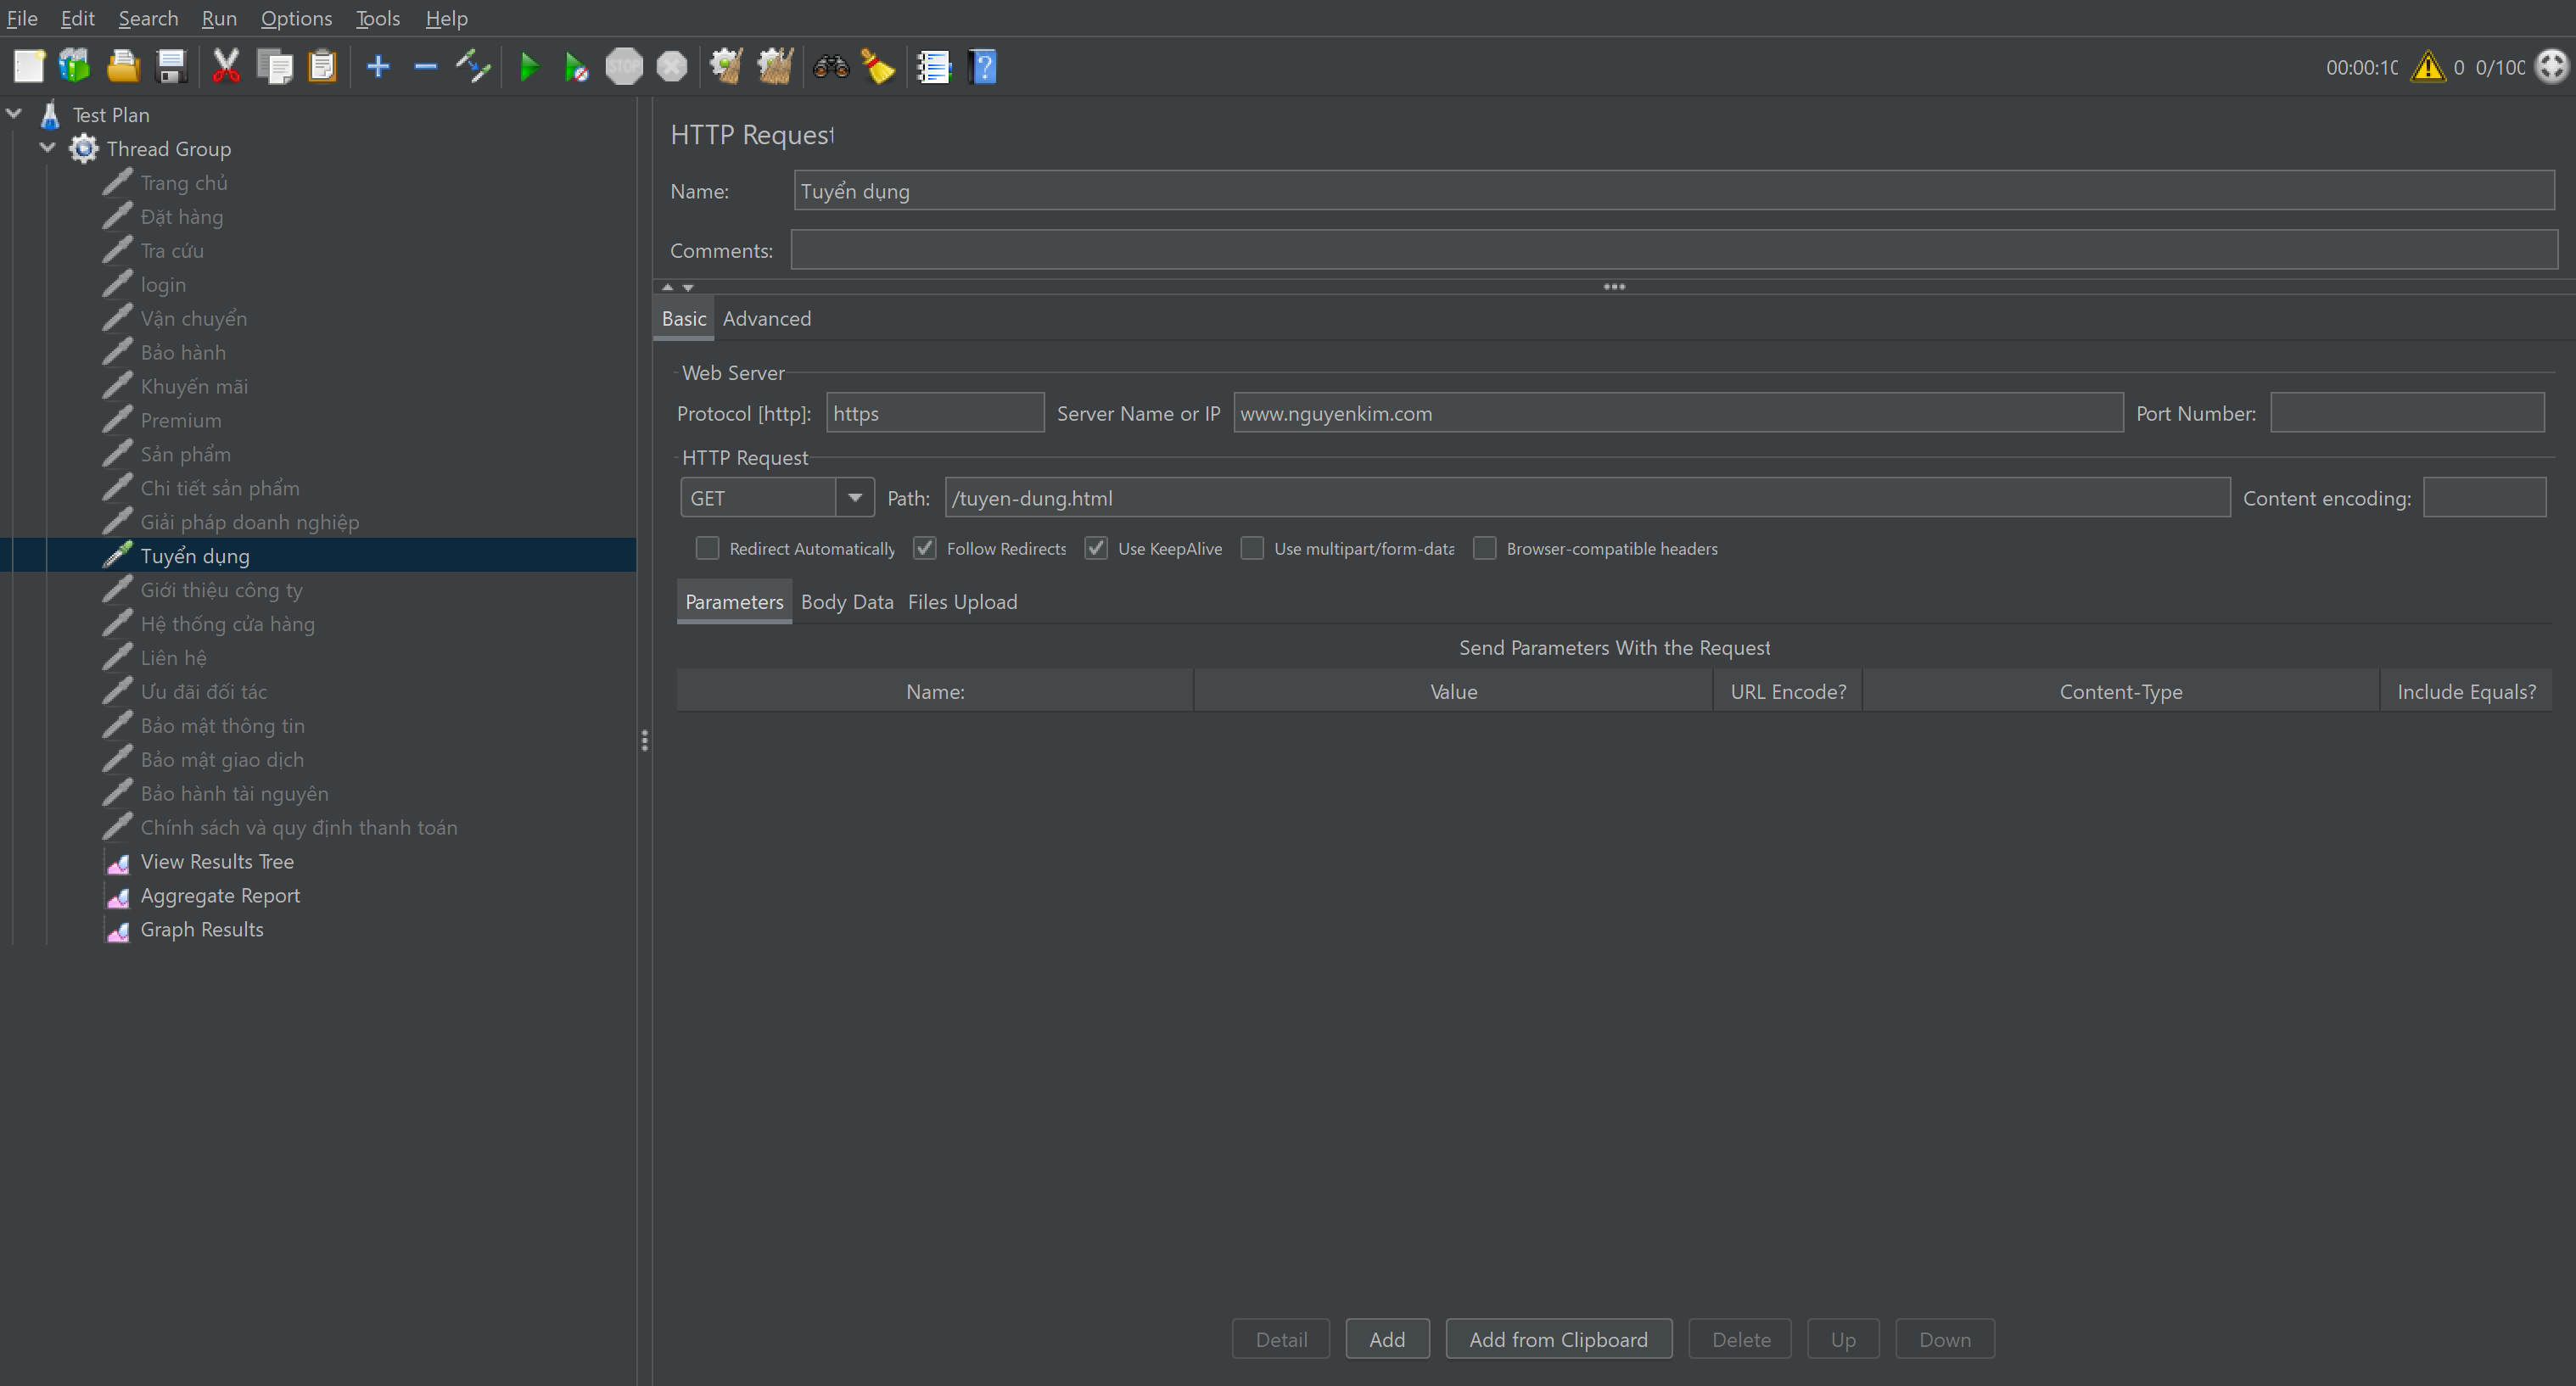 File Edit Search Run Options Tools Help
STOP
?
00:00:10 0 0/100
Test Plan
Thread Group
Trang chủ
Đặt hàng
Tra cứu
login
Vận chuyển
Bảo hành
Khuyến mãi
Premium
Sản phẩm
Chi tiết sản phẩm
Giải pháp doanh nghiệp
Tuyển dụng
Giới thiệu công ty
Hệ thống cửa hàng
Liên hệ
Ưu đãi đối tác
Bảo mật thông tin
Bảo mật giao dịch
Bảo hành tài nguyên
Chính sách và quy định thanh toán
View Results Tree
Aggregate Report
Graph Results
HTTP Request
Name: Tuyển dụng
Comments:
Basic Advanced
Web Server
Protocol [http]: https Server Name or IP www.nguyenkim.com Port Number:
HTTP Request
GET Path: /tuyen-dung.html Content encoding:
Redirect Automatically Follow Redirects Use KeepAlive Use multipart/form-data Browser-compatible headers
Parameters Body Data Files Upload
Send Parameters With the Request
Name: Value URL Encode? Content-Type Include Equals?
Detail Add Add from Clipboard Delete Up Down